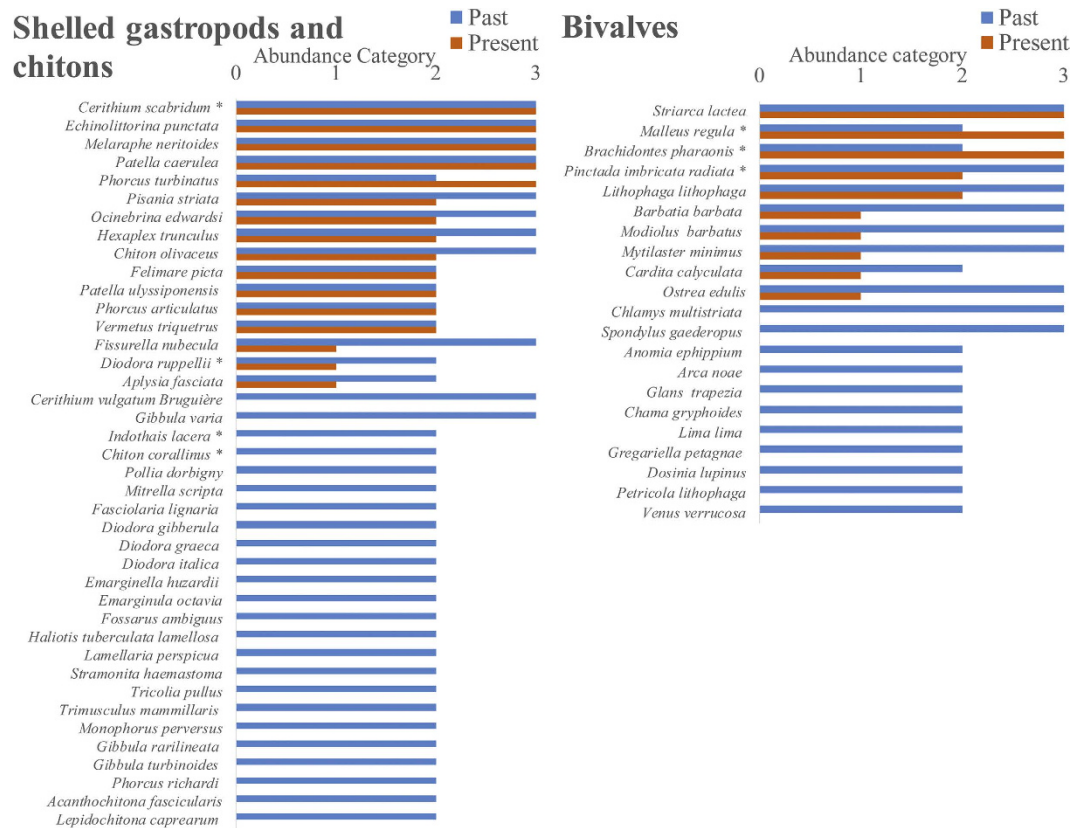 Shelled gastropods and
chitons
Past
Present
Abundance Category
0 1 2 3
Cerithium scabridum *
Echinolittorina punctata
Melaraphe neritoides
Patella caerulea
Phorcus turbinatus
Pisania striata
Ocinebrina edwardsi
Hexaplex trunculus
Chiton olivaceus
Felimare picta
Patella ulyssiponensis
Phorcus articulatus
Vermetus triquetrus
Fissurella nubecula
Diodora ruppellii *
Aplysia fasciata
Cerithium vulgatum Bruguière
Gibbula varia
Indothais lacera *
Chiton corallinus *
Pollia dorbigny
Mitrella scripta
Fasciolaria lignaria
Diodora gibberula
Diodora graeca
Diodora italica
Emarginella huzardii
Emarginula octavia
Fossarus ambiguus
Haliotis tuberculata lamellosa
Lamellaria perspicua
Stramonita haemastoma
Tricolia pullus
Trimusculus mammillaris
Monophorus perversus
Gibbula rarilineata
Gibbula turbinoides
Phorcus richardi
Acanthochitona fascicularis
Lepidochitona caprearum
Bivalves
Past
Present
Abundance category
0 1 2 3
Striarca lactea
Malleus regula *
Brachidontes pharaonis *
Pinctada imbricata radiata *
Lithophaga lithophaga
Barbatia barbata
Modiolus barbatus
Mytilaster minimus
Cardita calyculata
Ostrea edulis
Chlamys multistriata
Spondylus gaederopus
Anomia ephippium
Arca noae
Glans trapezia
Chama gryphoides
Lima lima
Gregariella petagnae
Dosinia lupinus
Petricola lithophaga
Venus verrucosa